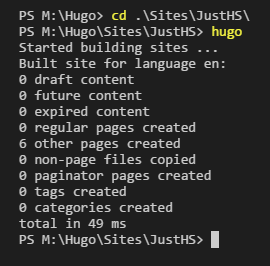 PS M:\Hugo> cd .\Sites\JustHS\
PS M:\Hugo\Sites\JustHS> hugo
Started building sites ...
Built site for language en:
0 draft content
0 future content
0 expired content
0 regular pages created
6 other pages created
0 non-page files copied
0 paginator pages created
0 tags created
0 categories created
total in 49 ms
PS M:\Hugo\Sites\JustHS>